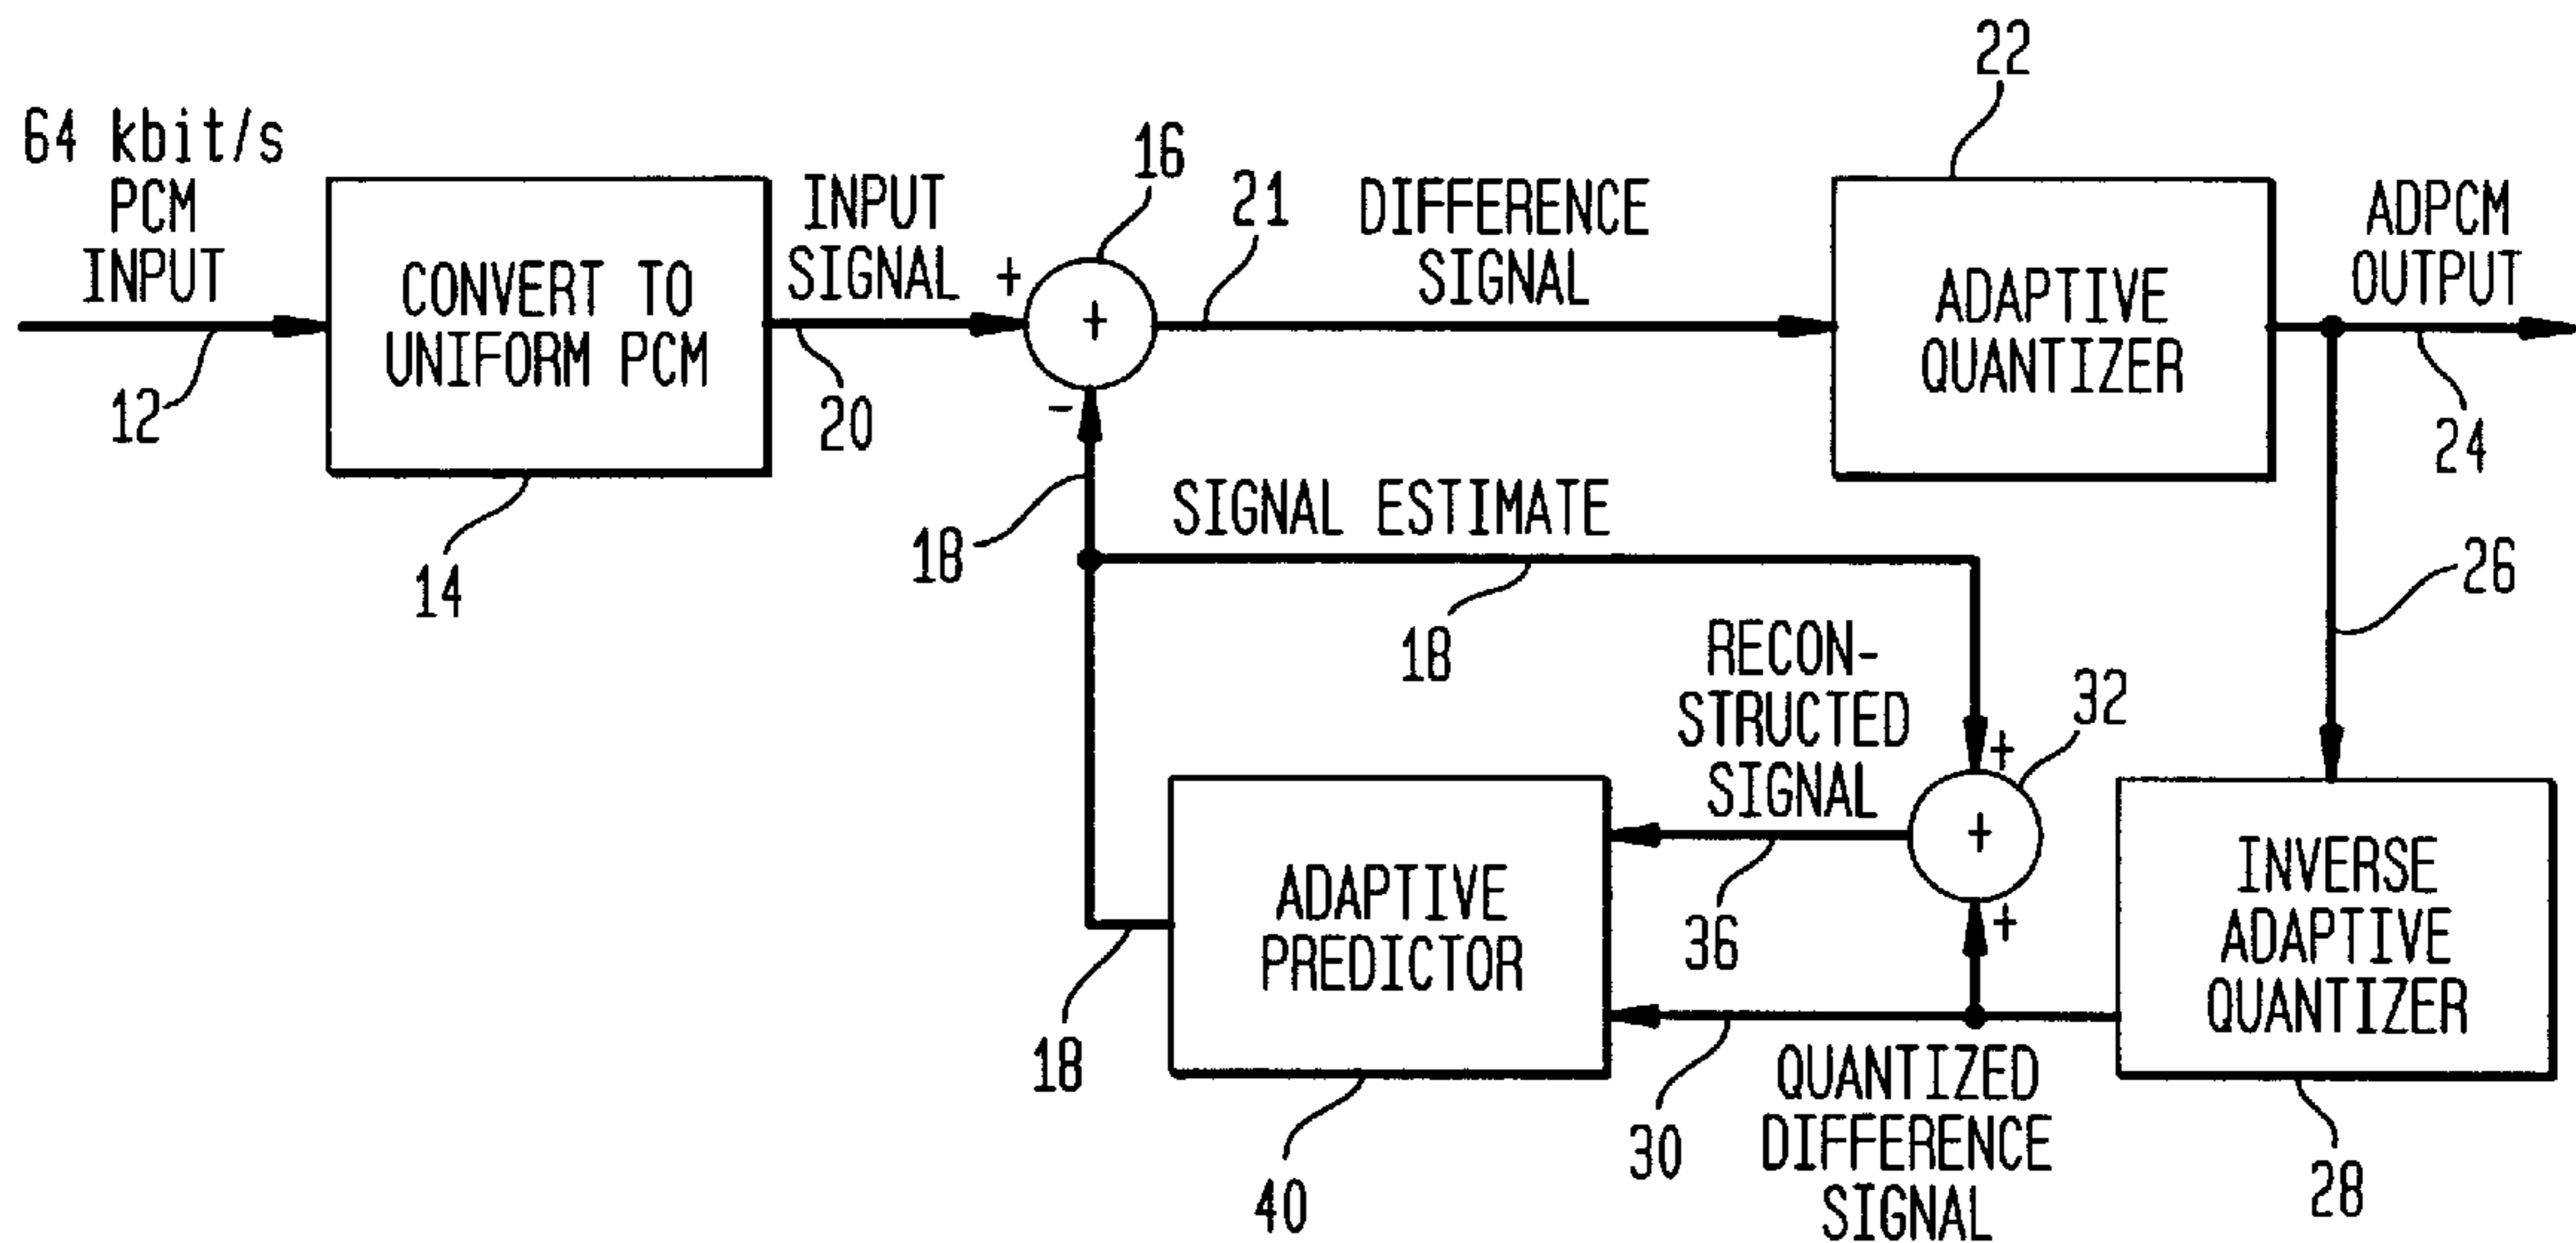 64 kbit/s
PCM
INPUT
12
CONVERT TO
UNIFORM PCM
14
INPUT
SIGNAL
20
16
+
+
-
18
21
DIFFERENCE
SIGNAL
22
ADAPTIVE
QUANTIZER
ADPCM
OUTPUT
24
26
SIGNAL ESTIMATE
18
RECON-
STRUCTED
SIGNAL
32
+
+
+
36
ADAPTIVE
PREDICTOR
18
40
30
QUANTIZED
DIFFERENCE
SIGNAL
INVERSE
ADAPTIVE
QUANTIZER
28